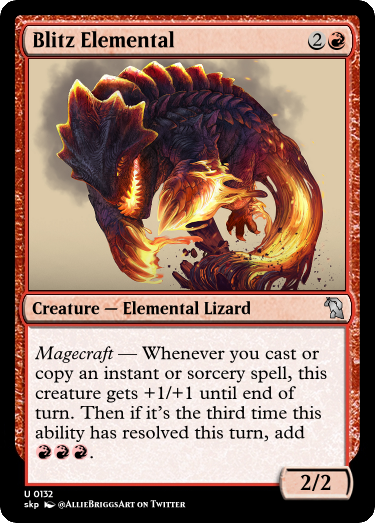 Blitz Elemental 2
Creature — Elemental Lizard
Magecraft — Whenever you cast or
copy an instant or sorcery spell, this
creature gets +1/+1 until end of
turn. Then if it's the third time this
ability has resolved this turn, add
.
2/2
U 0132
skp @AllieBriggsArt on Twitter